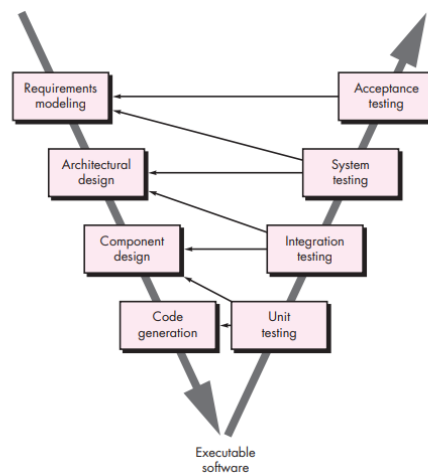 Requirements
modeling
Acceptance
testing
Architectural
design
System
testing
Component
design
Integration
testing
Code
generation
Unit
testing
Executable
software